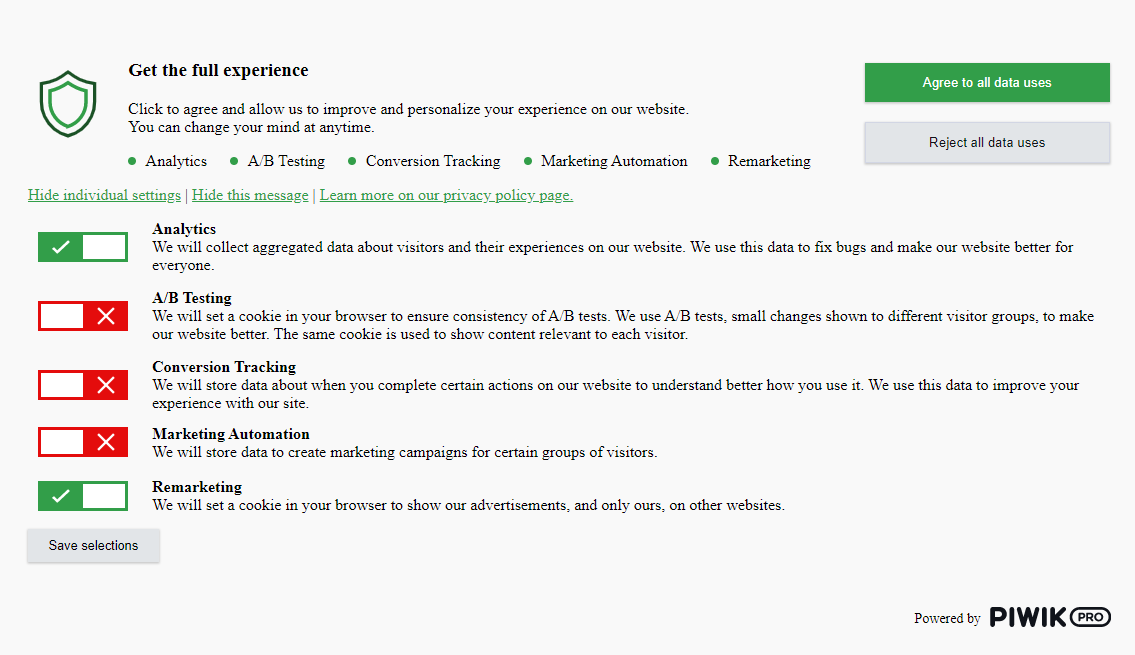 Get the full experience
Agree to all data uses
Click to agree and allow us to improve and personalize your experience on our website.
You can change your mind at anytime.
Reject all data uses
Analytics
A/B Testing
Conversion Tracking
Marketing Automation
Remarketing
Hide individual settings | Hide this message | Learn more on our privacy policy page.
Analytics
We will collect aggregated data about visitors and their experiences on our website. We use this data to fix bugs and make our website better for
everyone.
A/B Testing
We will set a cookie in your browser to ensure consistency of A/B tests. We use A/B tests, small changes shown to different visitor groups, to make
our website better. The same cookie is used to show content relevant to each visitor.
Conversion Tracking
We will store data about when you complete certain actions on our website to understand better how you use it. We use this data to improve your
experience with our site.
Marketing Automation
We will store data to create marketing campaigns for certain groups of visitors.
Remarketing
We will set a cookie in your browser to show our advertisements, and only ours, on other websites.
Save selections
Powered by PIWIK PRO